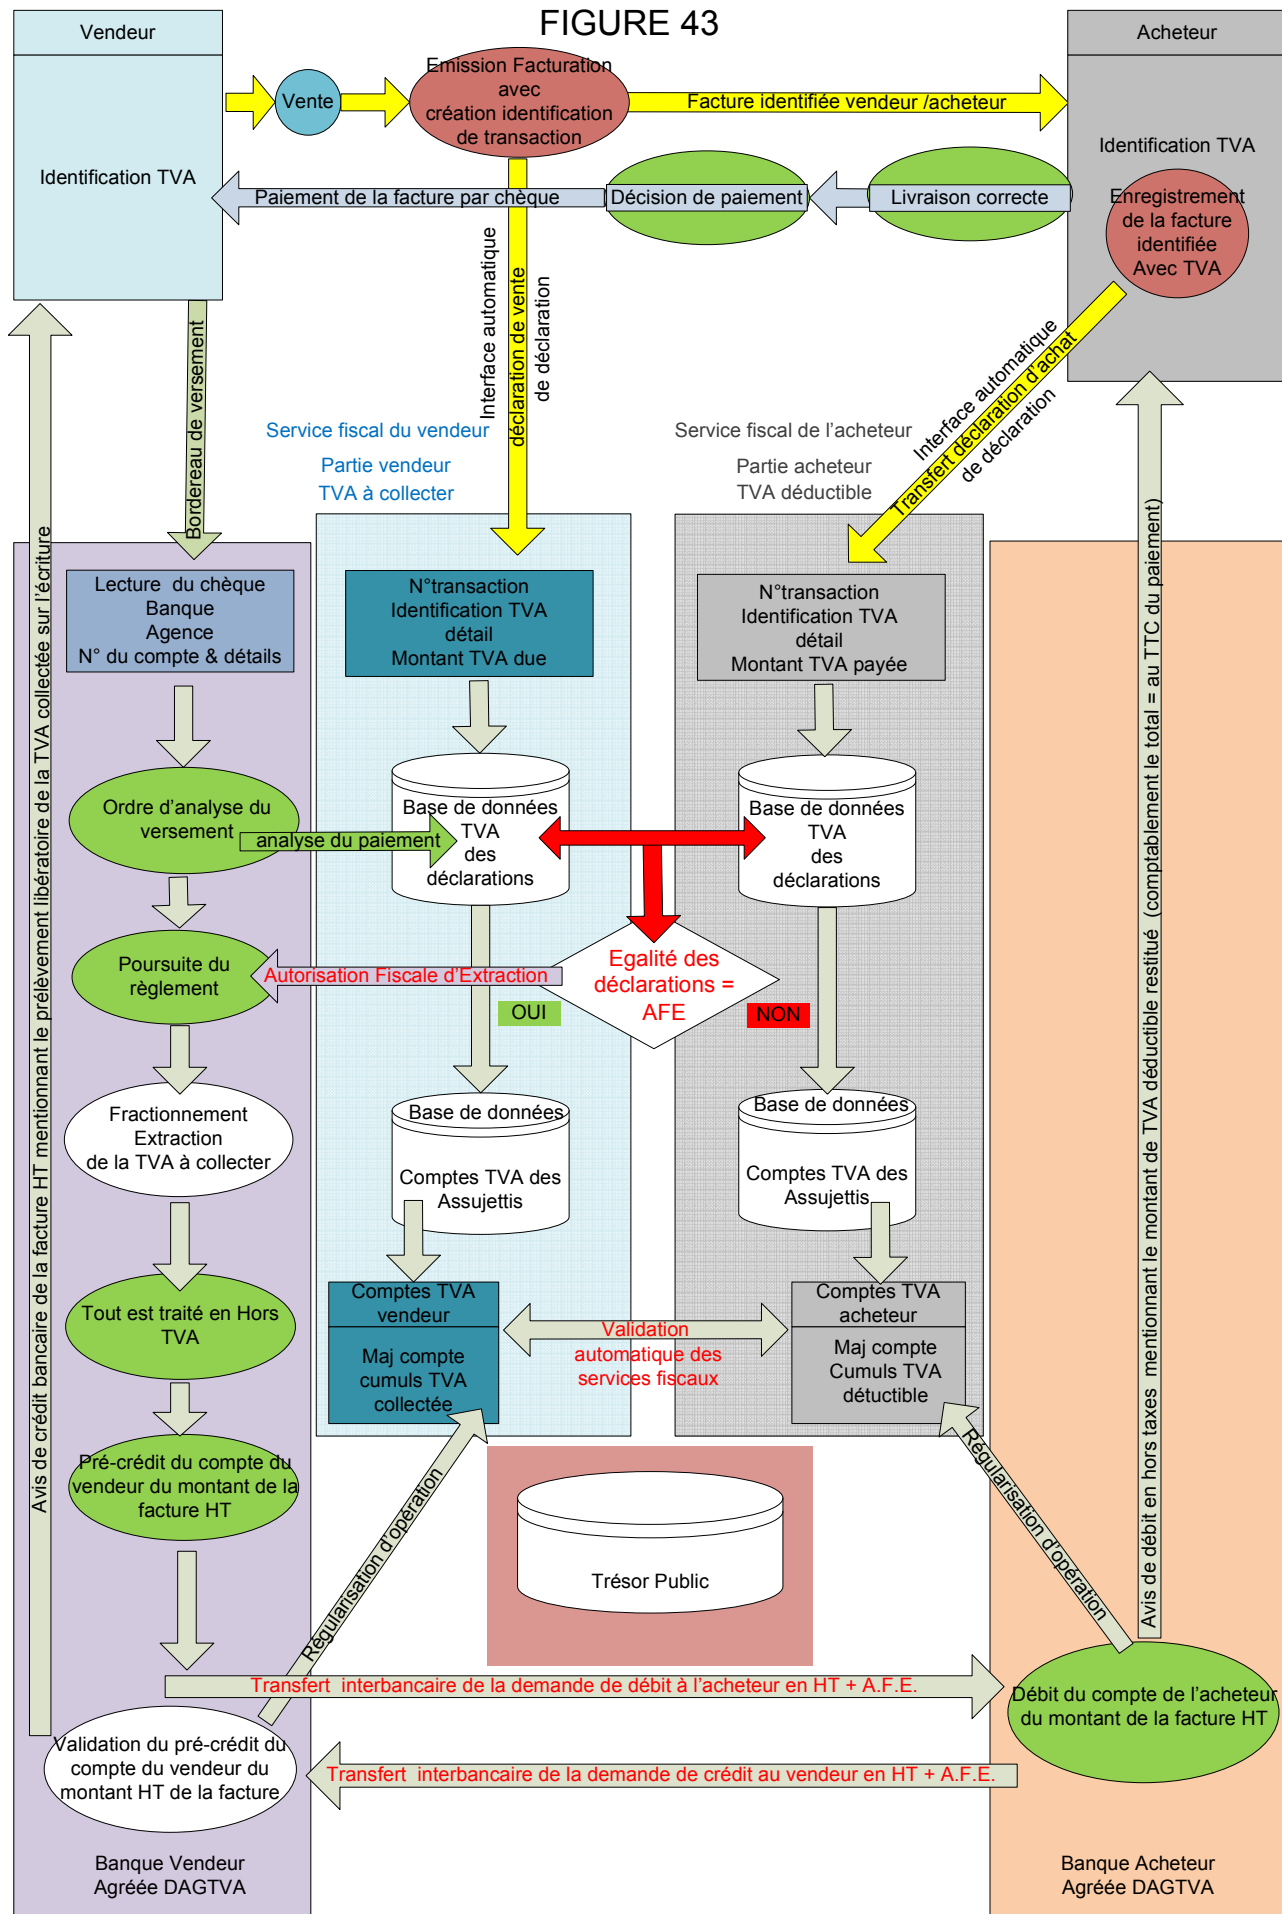 FIGURE 43
Vendeur
Acheteur
Emission Facturation
avec
création identification
de transaction
Vente
Facture identifiée vendeur /acheteur
Identification TVA
Identification TVA
Paiement de la facture par chèque
Décision de paiement
Livraison correcte
Enregistrement
de la facture
identifiée
Avec TVA
Bordereau de versement
Interface automatique
déclaration de vente
de déclaration
Interface automatique
Transfert déclaration d'achat
de déclaration
Service fiscal du vendeur
Partie vendeur
TVA à collecter
Service fiscal de l'acheteur
Partie acheteur
TVA déductible
Avis de crédit bancaire de la facture HT mentionnant le prélèvement libératoire de la TVA collectée sur l'écriture
Avis de débit en hors taxes mentionnant le montant de TVA déductible restitué (comptablement le total = au TTC du paiement)
Lecture du chèque
Banque
Agence
N° du compte & détails
N°transaction
Identification TVA
détail
Montant TVA due
N°transaction
Identification TVA
détail
Montant TVA payée
Ordre d'analyse du
versement
analyse du paiement
Base de données
TVA
des
déclarations
Base de données
TVA
des
déclarations
Poursuite du
règlement
Autorisation Fiscale d'Extraction
Egalité des
déclarations =
AFE
OUI
NON
Fractionnement
Extraction
de la TVA à collecter
Base de données
Comptes TVA des
Assujettis
Base de données
Comptes TVA des
Assujettis
Tout est traité en Hors
TVA
Comptes TVA
vendeur
Maj compte
cumuls TVA
collectée
Validation
automatique des
services fiscaux
Comptes TVA
acheteur
Maj compte
Cumuls TVA
détuctible
Pré-crédit du compte du
vendeur du montant de la
facture HT
Régularisation d'opération
Régularisation d'opération
Trésor Public
Transfert interbancaire de la demande de débit à l'acheteur en HT + A.F.E.
Débit du compte de l'acheteur
du montant de la facture HT
Validation du pré-crédit du
compte du vendeur du
montant HT de la facture
Transfert interbancaire de la demande de crédit au vendeur en HT + A.F.E.
Banque Vendeur
Agréée DAGTVA
Banque Acheteur
Agréée DAGTVA